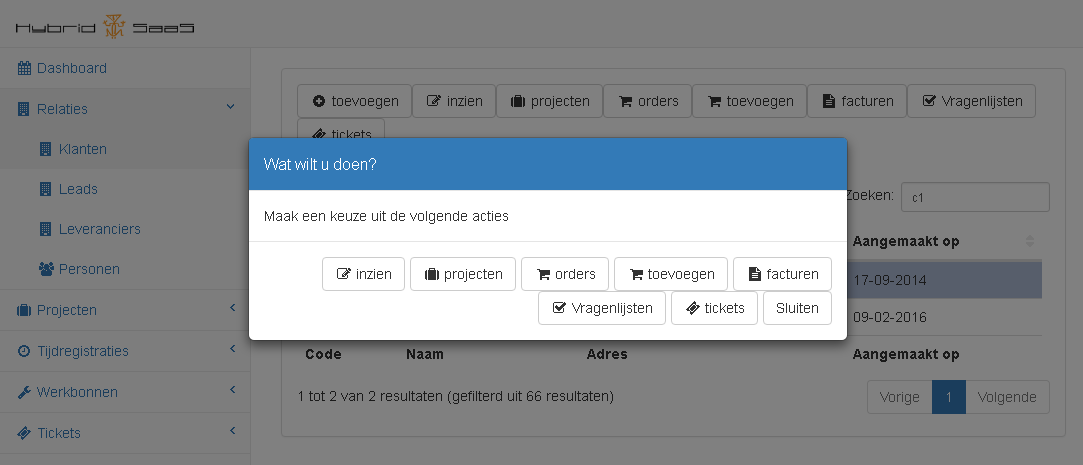 Hybrid SaaS
Dashboard
Relaties
Klanten
Leads
Leveranciers
Personen
Projecten
Tijdregistraties
Werkbonnen
Tickets
toevoegen inzien projecten orders toevoegen facturen Vragenlijsten
tickets
Zoeken: c1
Aangemaakt op
17-09-2014
09-02-2016
Wat wilt u doen?
Maak een keuze uit de volgende acties
inzien projecten orders toevoegen facturen
Vragenlijsten tickets Sluiten
Code Naam Adres Aangemaakt op
1 tot 2 van 2 resultaten (gefilterd uit 66 resultaten)
Vorige 1 Volgende